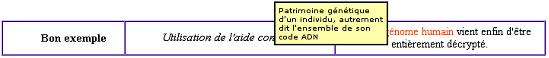 Patrimoine génétique
d'un individu, autrement
dit l'ensemble de son
code ADN
Bon exemple
Utilisation de l'aide con
énome humain vient enfin d'être
entièrement décrypté.